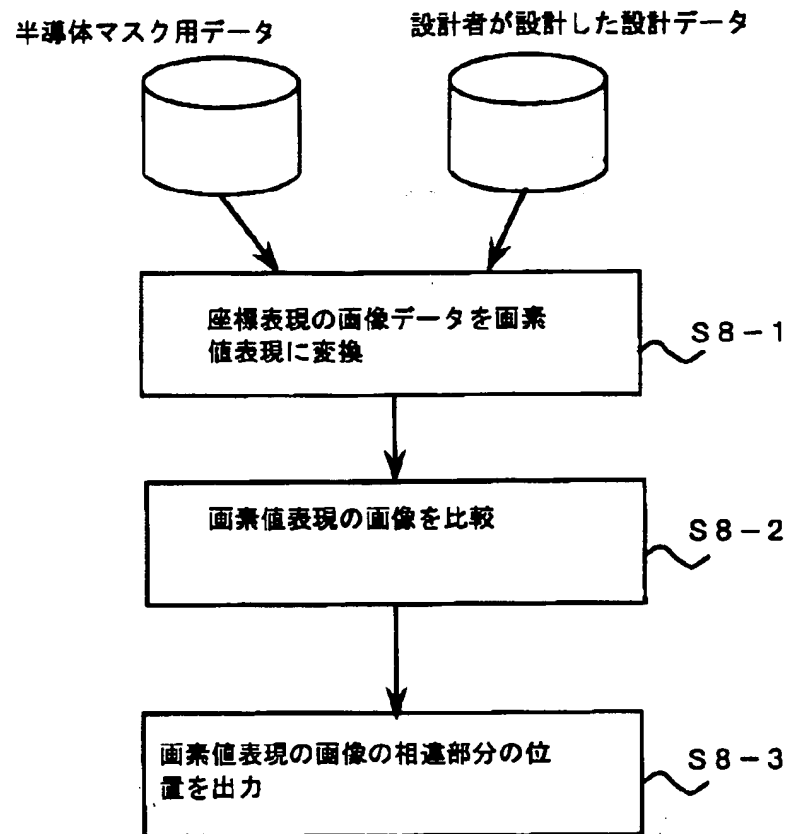 半導体マスク用データ
設計者が設計した設計データ
座標表現の画像データを画素
値表現に変換
S8-1
画素値表現の画像を比較
S8-2
画素値表現の画像の相違部分の位
置を出力
S8-3